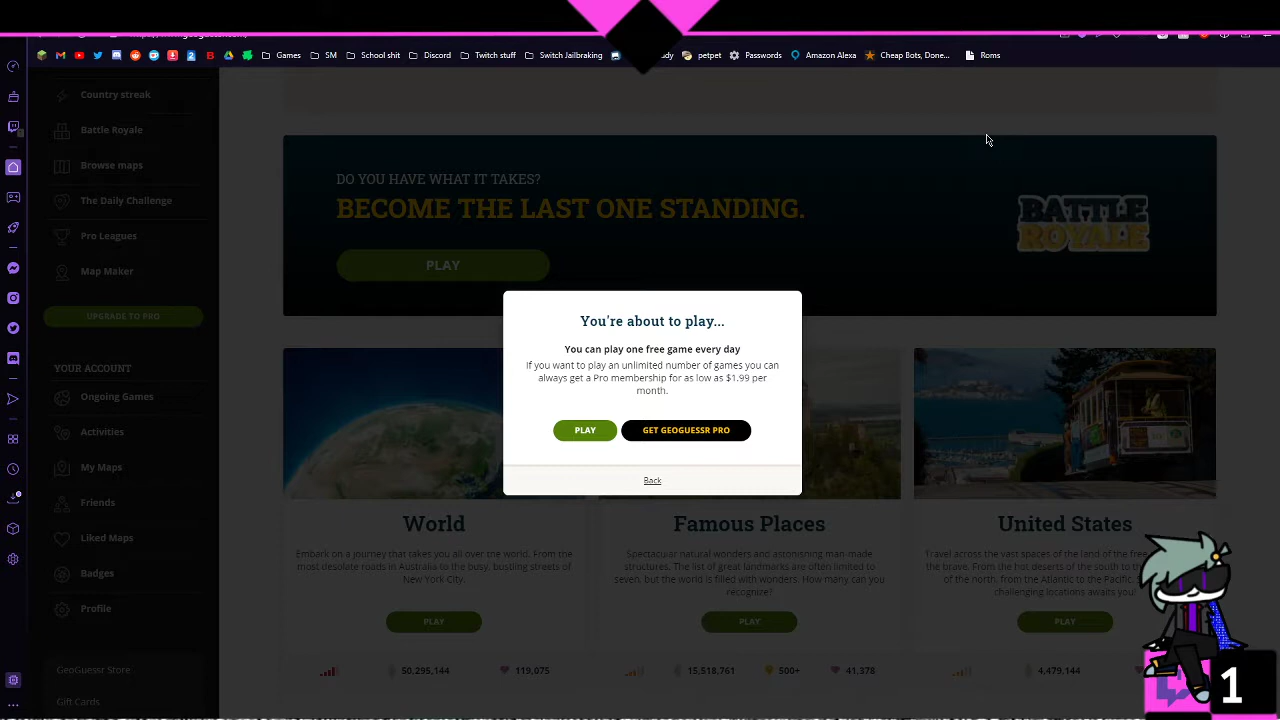 Games
SM
School shit
Discord
Twitch stuff
Switch Jailbraking
petpet
Passwords
Amazon Alexa
Cheap Bots, Done...
Roms
Country streak
Battle Royale
Browse maps
The Daily Challenge
Pro Leagues
Map Maker
UPGRADE TO PRO
YOUR ACCOUNT
Ongoing Games
Activities
My Maps
Friends
Liked Maps
Badges
Profile
GeoGuessr Store
Gift Cards
DO YOU HAVE WHAT IT TAKES?
BECOME THE LAST ONE STANDING.
PLAY
BATTLE
ROYALE
You're about to play...
You can play one free game every day
If you want to play an unlimited number of games you can
always get a Pro membership for as low as $1.99 per
month.
PLAY
GET GEOGUESSR PRO
Back
World
Embark on a journey that takes you all over the world. From the
most desolate roads in Australia to the busy, bustling streets of
New York City.
PLAY
50,295,144
119,075
Famous Places
Spectacular natural wonders and astonishing man-made
structures. The list of great landmarks are often limited to
seven, but the world is filled with wonders. How many can you
recognize?
PLAY
15,518,761
500+
41,378
United States
Travel across the vast spaces of the land of the free
the brave. From the hot deserts of the south to the
of the north, from the Atlantic to the Pacific.
challenging locations awaits you!
PLAY
4,479,144
1